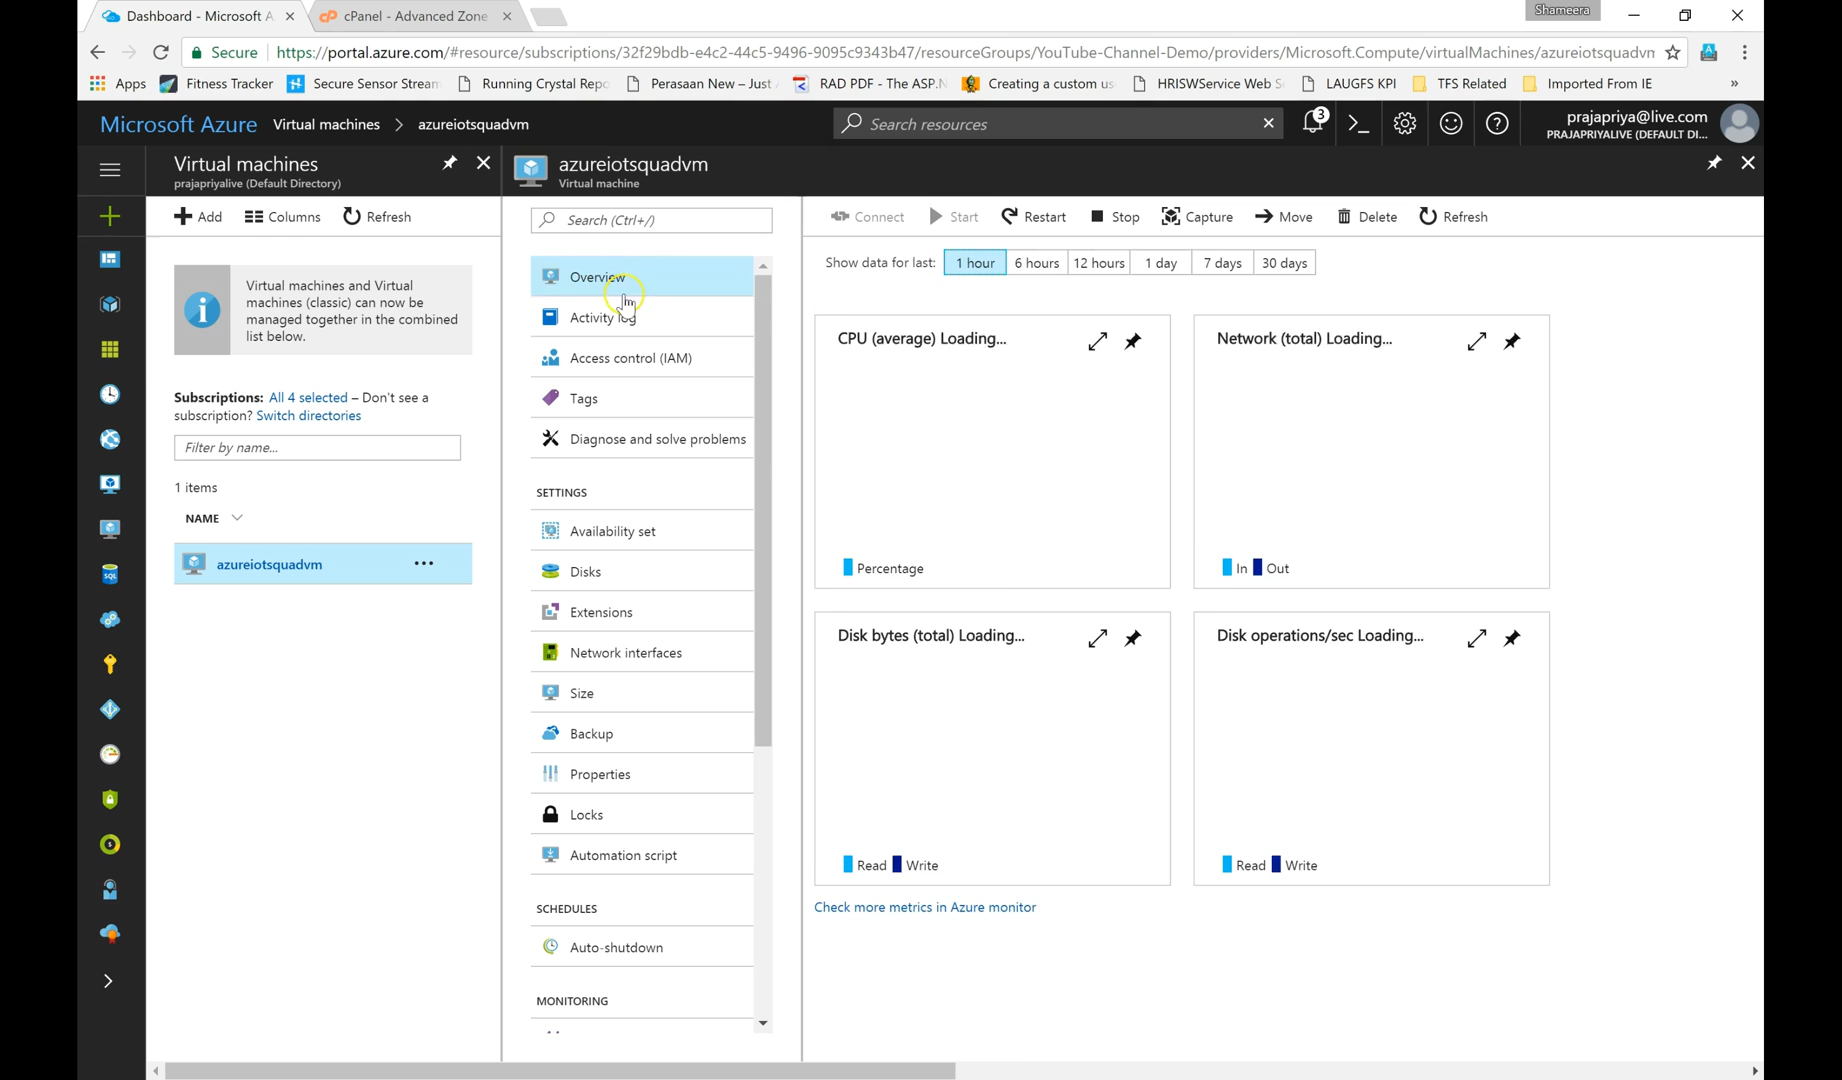 Dashboard - Microsoft A
cPanel - Advanced Zone
Shameera
Secure
https://portal.azure.com/#resource/subscriptions/32f29bdb-e4c2-44c5-9496-9095c9343b47/resourceGroups/YouTube-Channel-Demo/providers/Microsoft.Compute/virtualMachines/azureiotsquadvm
Apps
Fitness Tracker
Secure Sensor Stream
Running Crystal Repo
Perasaan New – Just
RAD PDF - The ASP.N
Creating a custom us
HRISWService Web S
LAUGFS KPI
TFS Related
Imported From IE
»
Microsoft Azure Virtual machines > azureiotsquadvm
Search resources
3
prajapriya@live.com
PRAJAPRIYALIVE (DEFAULT DI...
Virtual machines
prajapriyalive (Default Directory)
azureiotsquadvm
Virtual machine
Add
Columns
Refresh
Search (Ctrl+/)
Connect
Start
Restart
Stop
Capture
Move
Delete
Refresh
Virtual machines and Virtual
machines (classic) can now be
managed together in the combined
list below.
Subscriptions: All 4 selected – Don't see a
subscription? Switch directories
Filter by name...
1 items
NAME
azureiotsquadvm
...
Overview
Activity log
Access control (IAM)
Tags
Diagnose and solve problems
SETTINGS
Availability set
Disks
Extensions
Network interfaces
Size
Backup
Properties
Locks
Automation script
SCHEDULES
Auto-shutdown
MONITORING
Show data for last:
1 hour
6 hours
12 hours
1 day
7 days
30 days
CPU (average) Loading...
Percentage
Network (total) Loading...
In
Out
Disk bytes (total) Loading...
Read
Write
Disk operations/sec Loading...
Read
Write
Check more metrics in Azure monitor
SQL